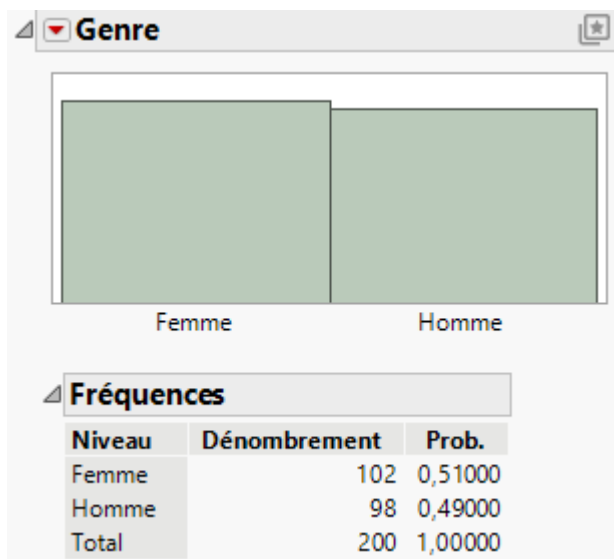 Genre
Femme Homme
Fréquences
Niveau Dénombrement Prob.
Femme 102 0,51000
Homme 98 0,49000
Total 200 1,00000